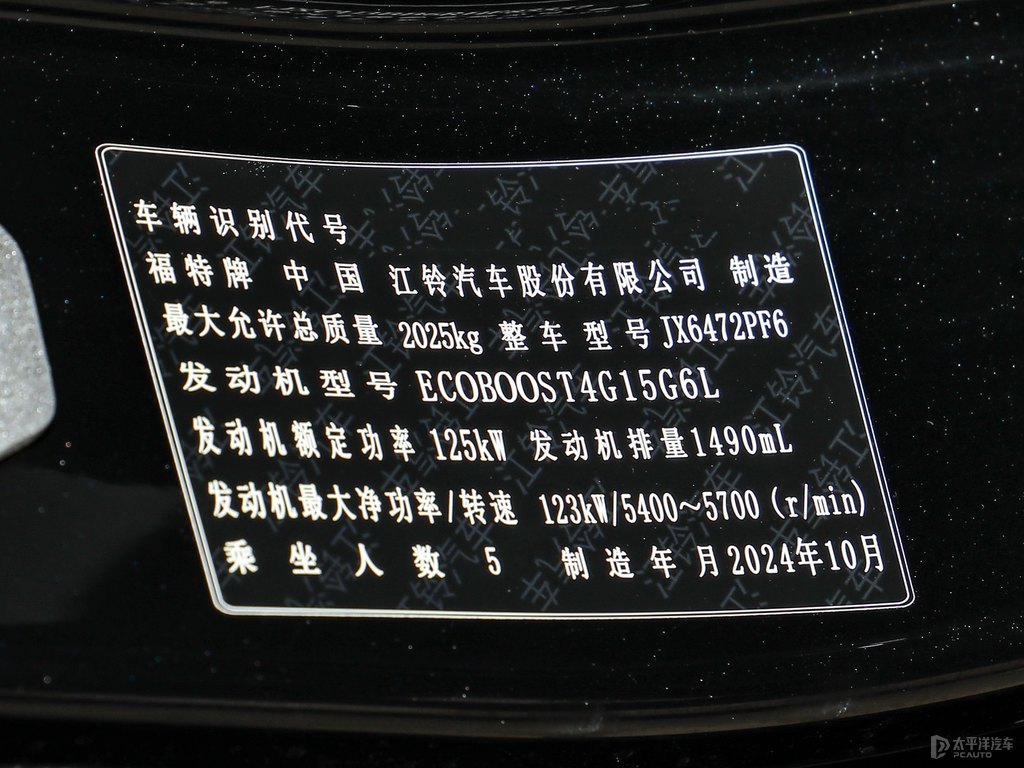 车辆识别代号
福特牌 中国 江铃汽车股份有限公司 制造
最大允许总质量 2025kg 整车型号 JX6472PF6
发动机型号 ECOBOOST4G15G6L
发动机额定功率 125kW 发动机排量1490mL
发动机最大净功率/转速 123kW/5400~5700 (r/min)
乘坐人数 5 制造年月2024年10月
太平洋汽车
PCAUTO